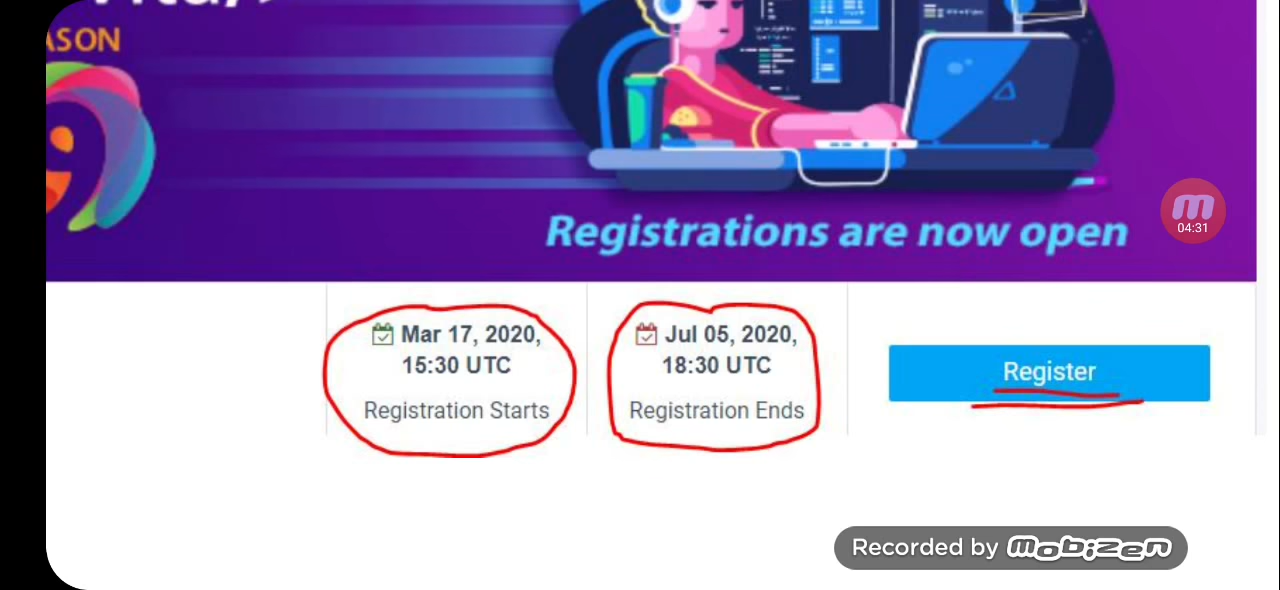 ASON
9
Registrations are now open
04:31
Mar 17, 2020,
15:30 UTC
Registration Starts
Jul 05, 2020,
18:30 UTC
Registration Ends
Register
Recorded by mobizen